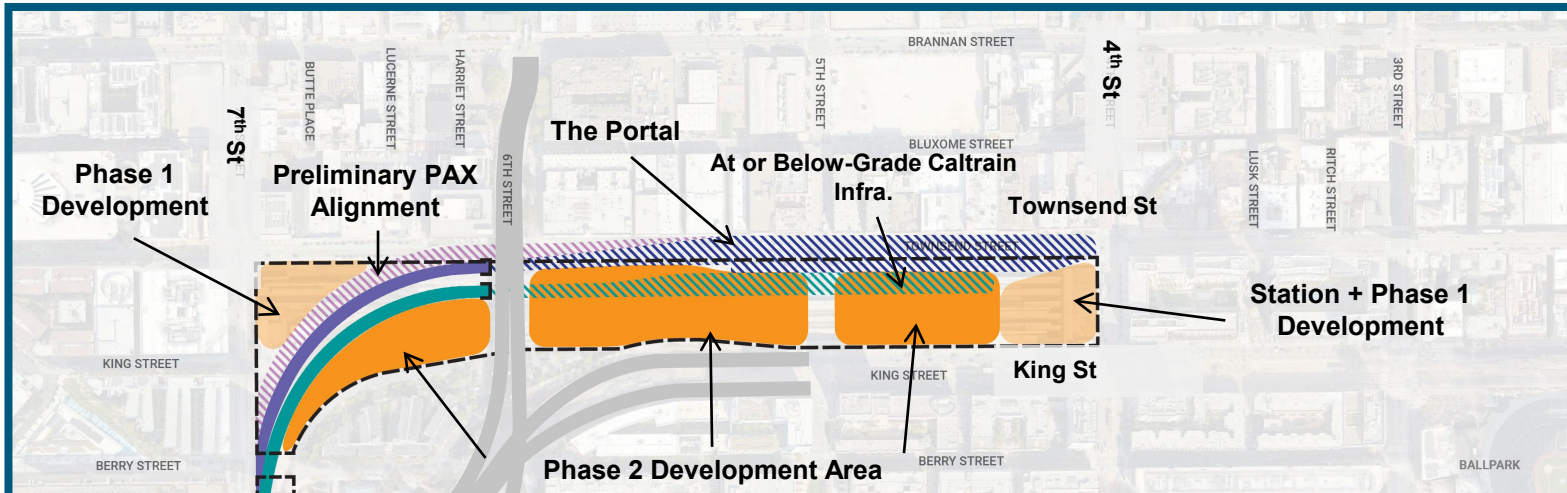 BRANNAN STREET
7th St
BUTTE PLACE
LUCERNE STREET
HARRIET STREET
6TH STREET
5TH STREET
4th St
3RD STREET
The Portal
BLUXOME STREET
At or Below-Grade Caltrain
Infra.
LUSK STREET
RITCH STREET
Phase 1
Development
Preliminary PAX
Alignment
Townsend St
TOWNSEND STREET
Station + Phase 1
Development
KING STREET
KING STREET
King St
BERRY STREET
Phase 2 Development Area
BERRY STREET
BALLPARK